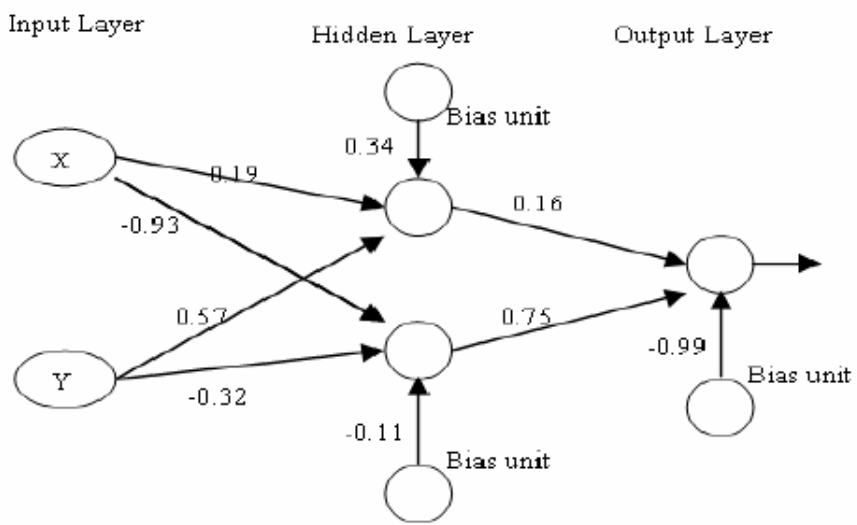 Input Layer
Hidden Layer
Output Layer
Bias unit
0.34
X
0.19
-0.93
0.16
0.57
0.75
Y
-0.32
-0.99
Bias unit
-0.11
Bias unit